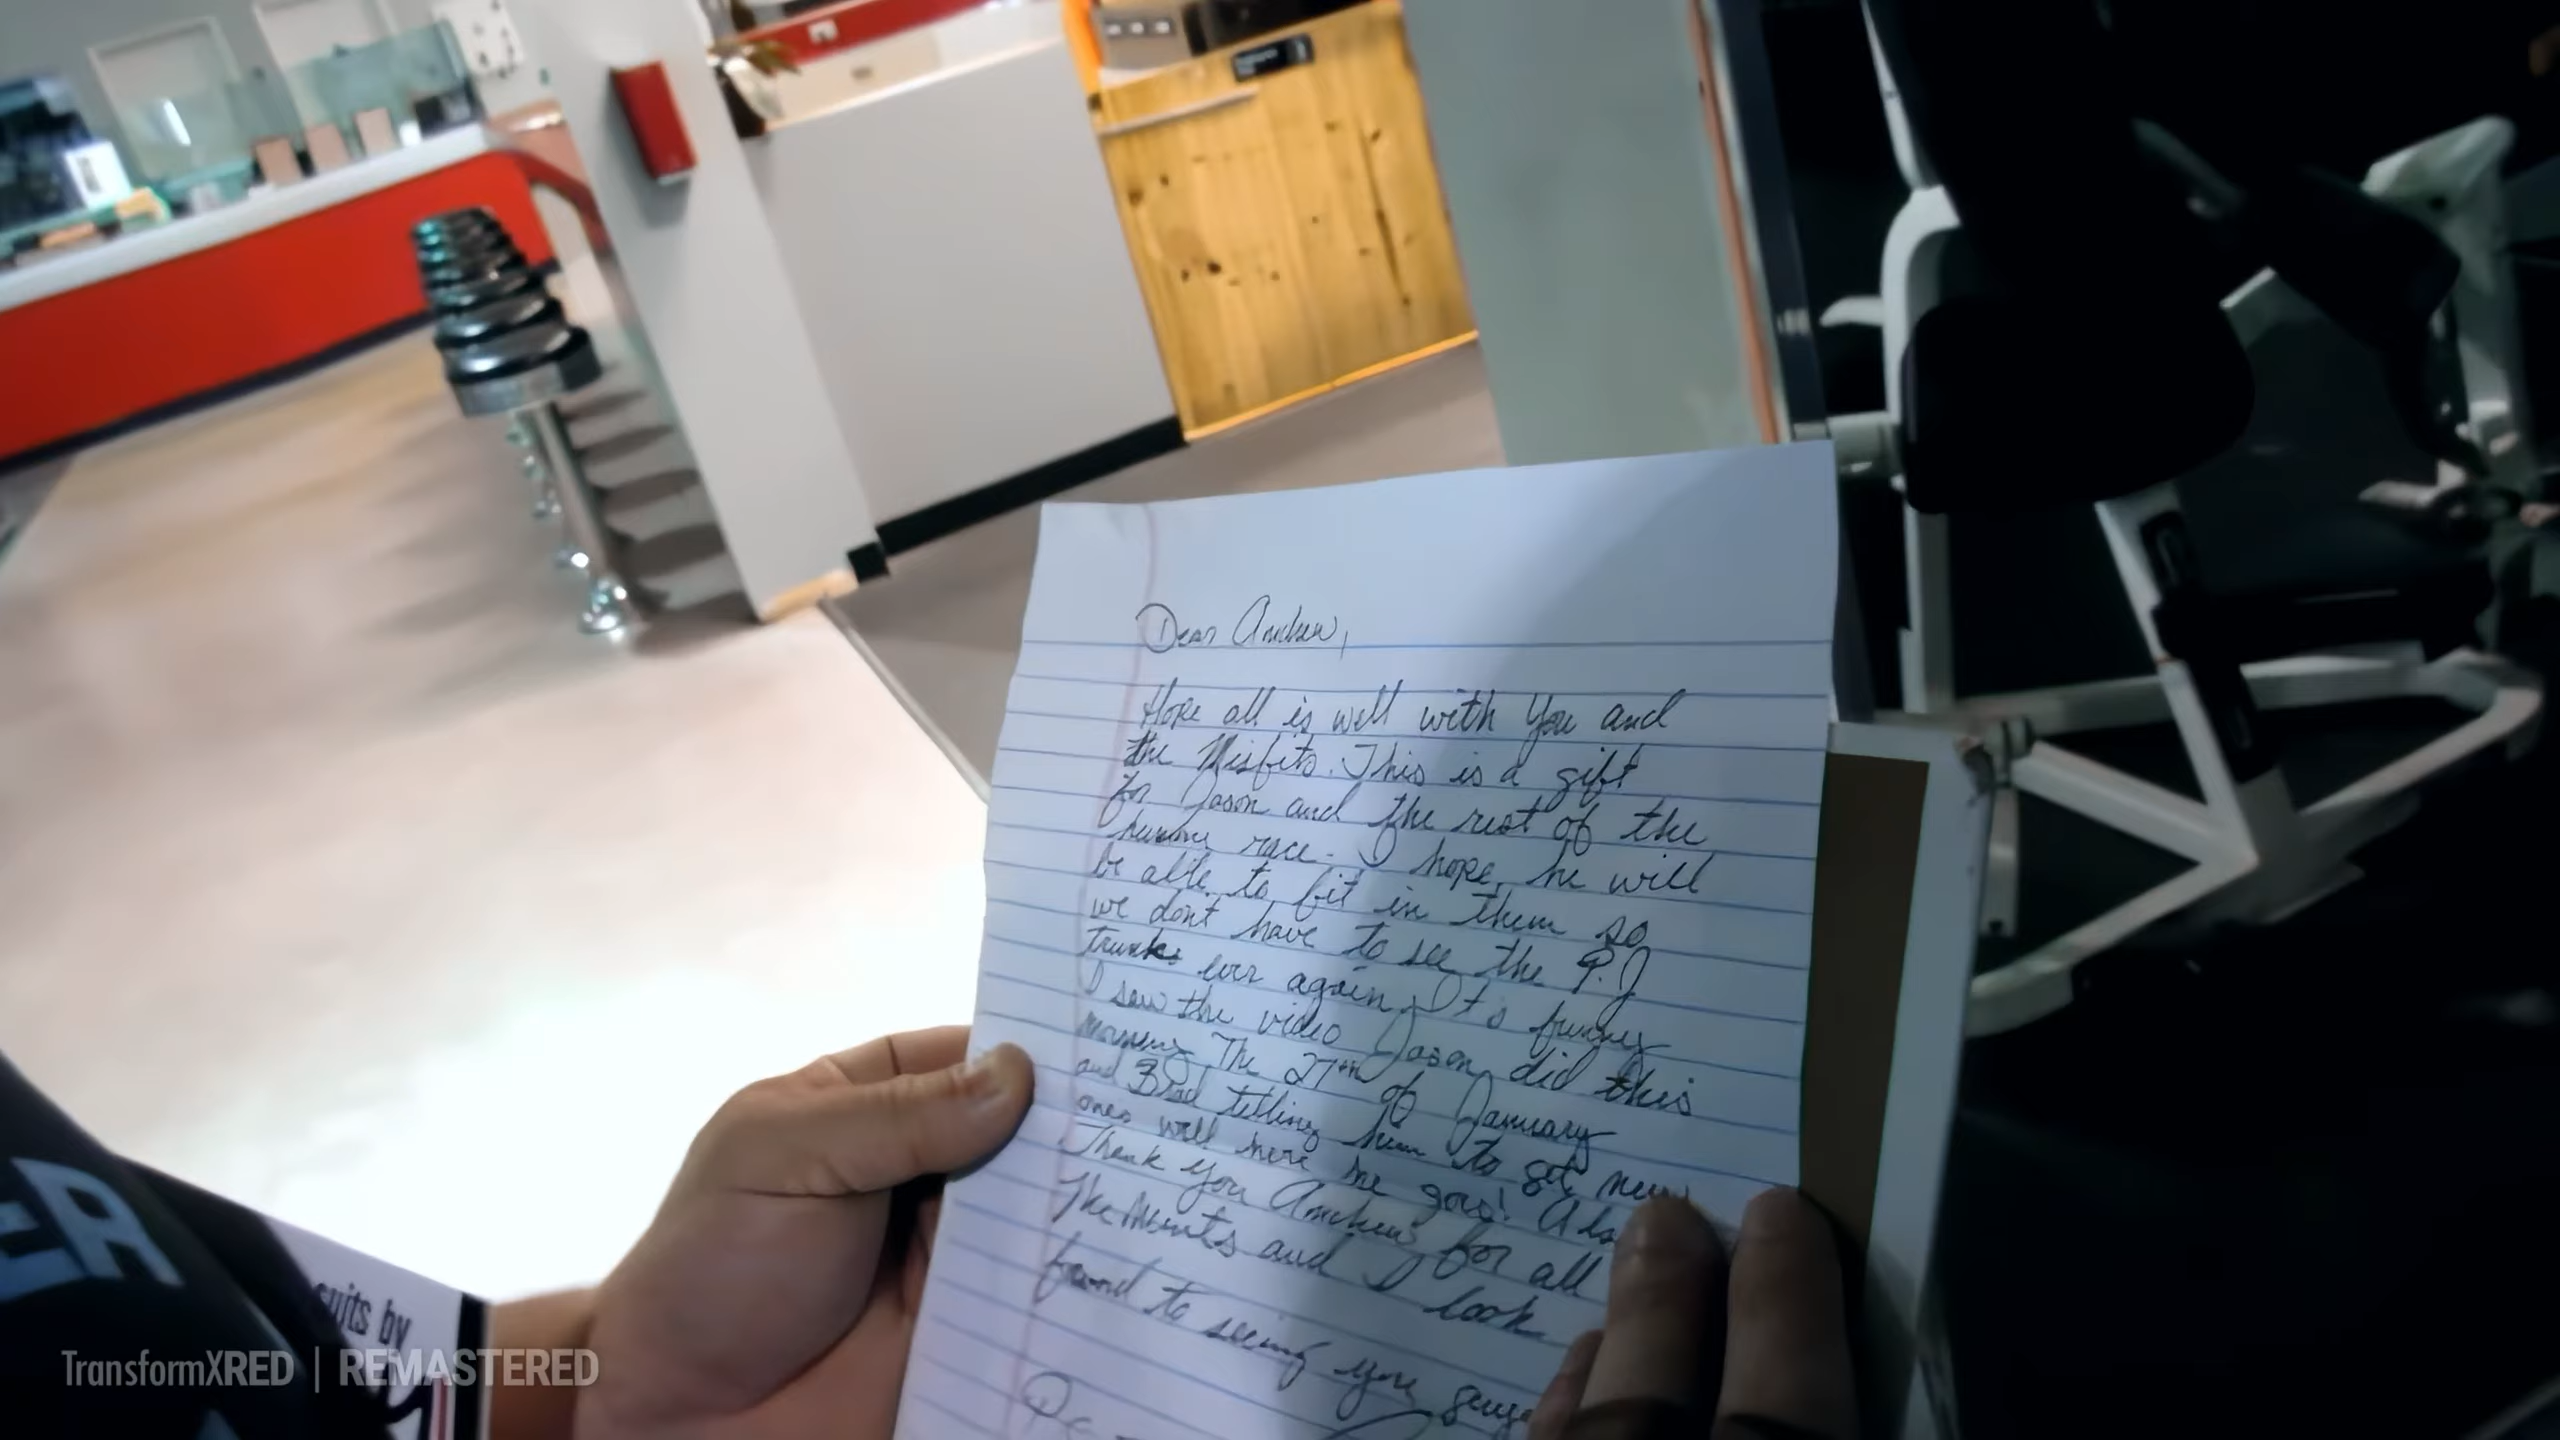 Dear Andrew,
Hope all is well with you and
the Misfits. This is a gift
for Jason and the rest of the
human race. I hope he will
be able to fit in them so
we don't have to see the P.J
trunks ever again. It's funny
I saw the video Jason did this
morning The 27th of January
and Brad telling him to get new
ones well here he goes! Also
Thank you Andrew for all
and I look
forward to seeing you guys
suits by
TransformXRED | REMASTERED